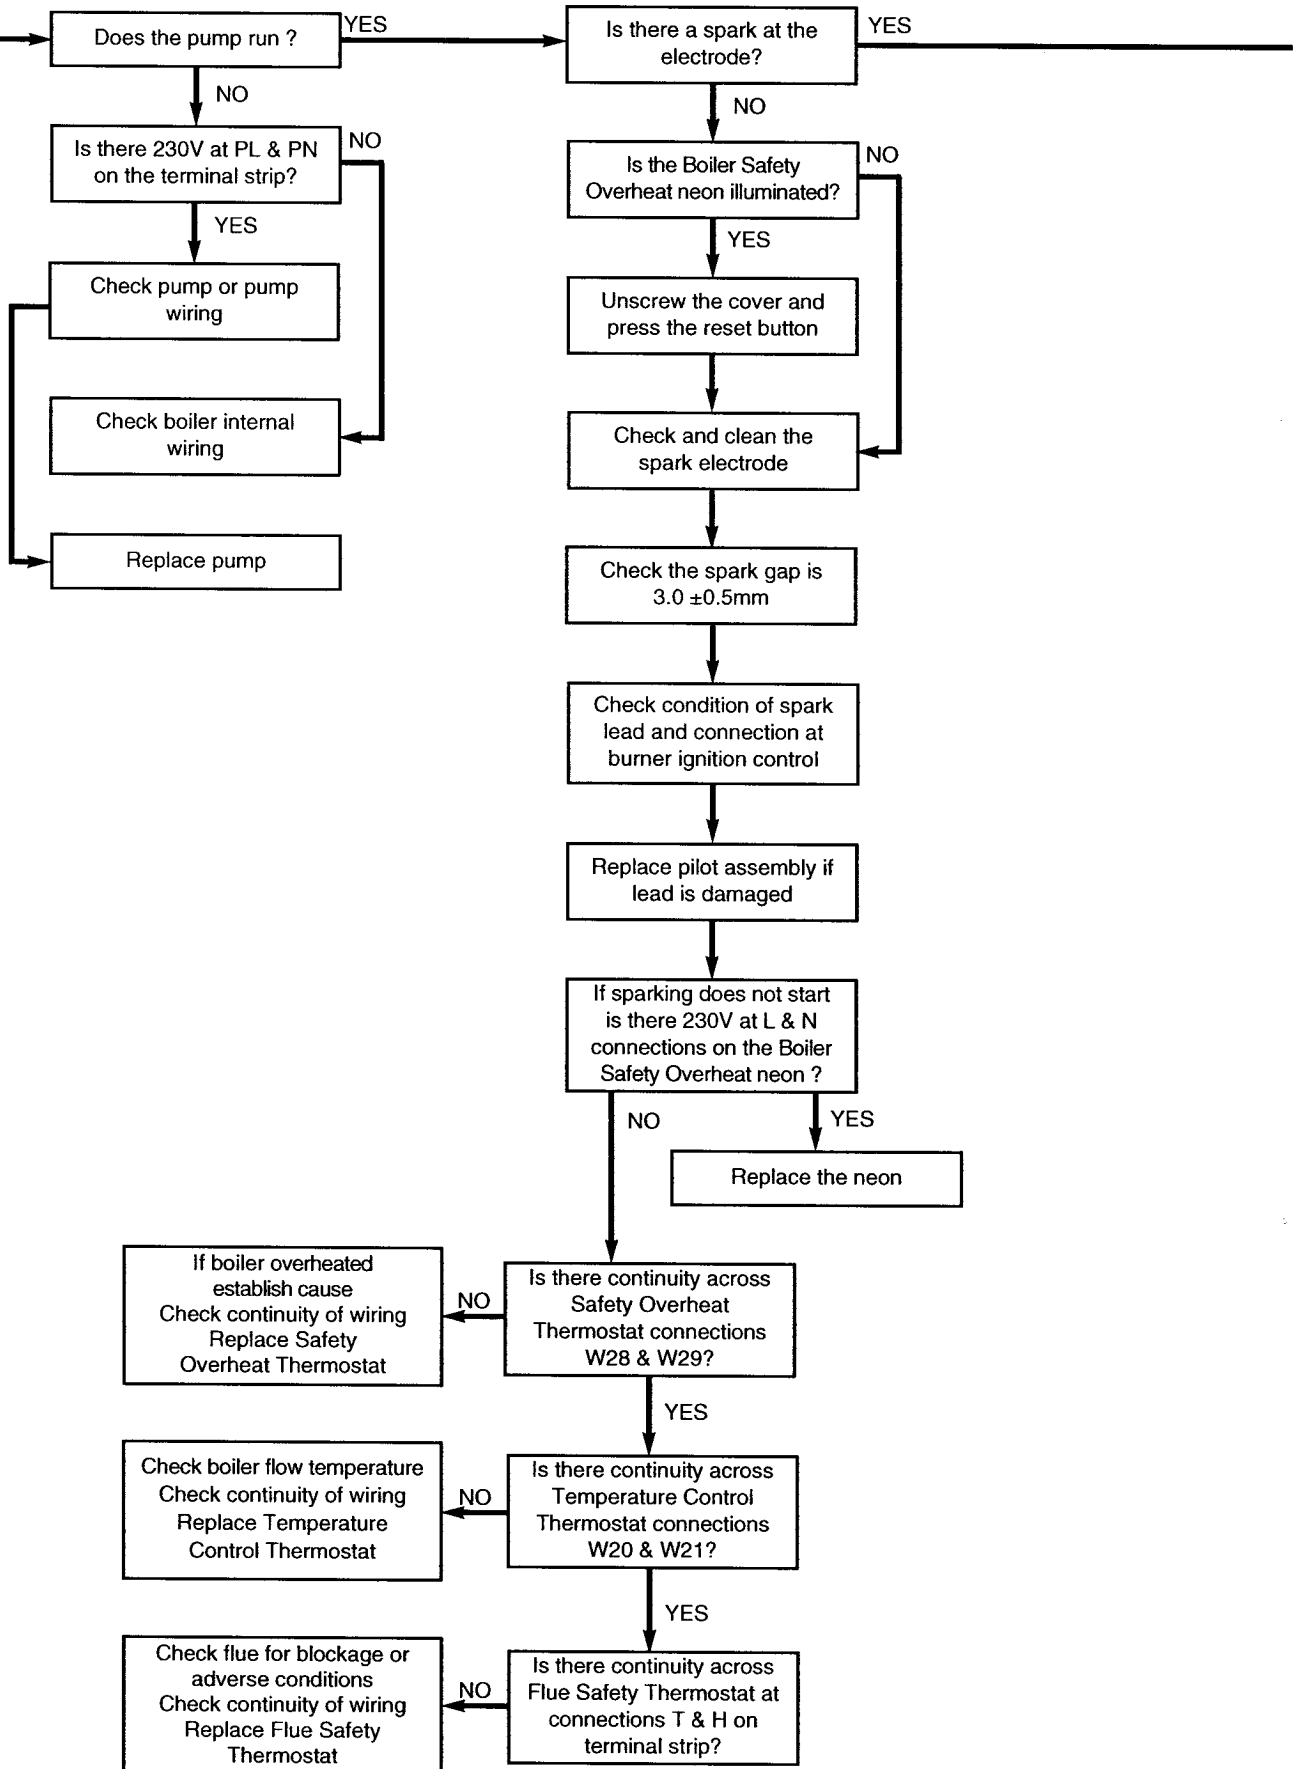 Does the pump run ?
YES
NO
Is there 230V at PL & PN
on the terminal strip?
NO
YES
Check pump or pump
wiring
Check boiler internal
wiring
Replace pump
Is there a spark at the
electrode?
YES
NO
Is the Boiler Safety
Overheat neon illuminated?
NO
YES
Unscrew the cover and
press the reset button
Check and clean the
spark electrode
Check the spark gap is
3.0 ±0.5mm
Check condition of spark
lead and connection at
burner ignition control
Replace pilot assembly if
lead is damaged
If sparking does not start
is there 230V at L & N
connections on the Boiler
Safety Overheat neon ?
NO
YES
Replace the neon
Is there continuity across
Safety Overheat
Thermostat connections
W28 & W29?
NO
If boiler overheated
establish cause
Check continuity of wiring
Replace Safety
Overheat Thermostat
YES
Is there continuity across
Temperature Control
Thermostat connections
W20 & W21?
NO
Check boiler flow temperature
Check continuity of wiring
Replace Temperature
Control Thermostat
YES
Is there continuity across
Flue Safety Thermostat at
connections T & H on
terminal strip?
NO
Check flue for blockage or
adverse conditions
Check continuity of wiring
Replace Flue Safety
Thermostat